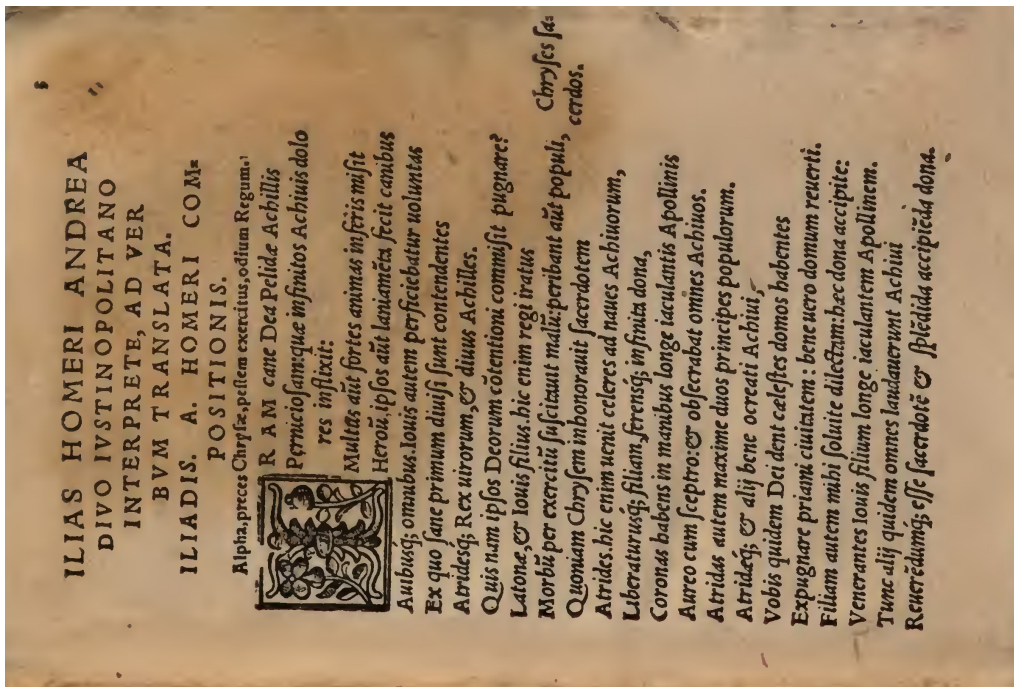 ILIAS HOMERI ANDREA
DIVO IVSTINOPOLITANO
INTERPRETE, AD VER
BVM TRANSLATA.
ILIADIS. A. HOMERI COM-
POSITIONIS.
Alpha, preces Chryſæ, peſtem exercitus, odium Regum.
IRAM cane Dea Pelidæ Achillis
Pernicioſam: quæ infinitos Achiuis dolo
res inflixit:
Multas aūt fortes animas inferis miſit
Heroū. ipſos aūt laniamēta fecit canibus
Auibusq; omnibus. Iouis autem perficiebatur uoluntas
Ex quo ſane primum diuiſi ſunt contendentes
Atridesq; Rex uirorum, & diuus Achilles.
Quis nam ipſos Deorum cōtentioni commiſit pugnare?
Latonæ, & Iouis filius. hic enim regi iratus
Morbū per exercitū ſuſcitauit malū: peribant aūt populi,
Chryſes ſa-
cerdos.
Quoniam Chryſem inhonorauit ſacerdotem
Atrides. hic enim uenit celeres ad naues Achiuorum,
Liberaturusq; filiam, ferensq; infinita dona,
Coronas habens in manibus longe iaculantis Apollinis
Aureo cum ſceptro: & obſecrabat omnes Achiuos.
Atridas autem maxime duos principes populorum.
Atridæq; & alij bene ocreati Achiui,
Vobis quidem Dei dent cæleſtes domos habentes
Expugnare priami ciuitatem: bene uero domum reuerti.
Filiam autem mihi ſoluite dilectam: hæc dona accipite:
Venerantes Iouis filium longe iaculantem Apollinem.
Tunc alij quidem omnes laudauerunt Achiui
Reuerēdumq; eſſe ſacerdotē & ſplēdida accipiēda dona.